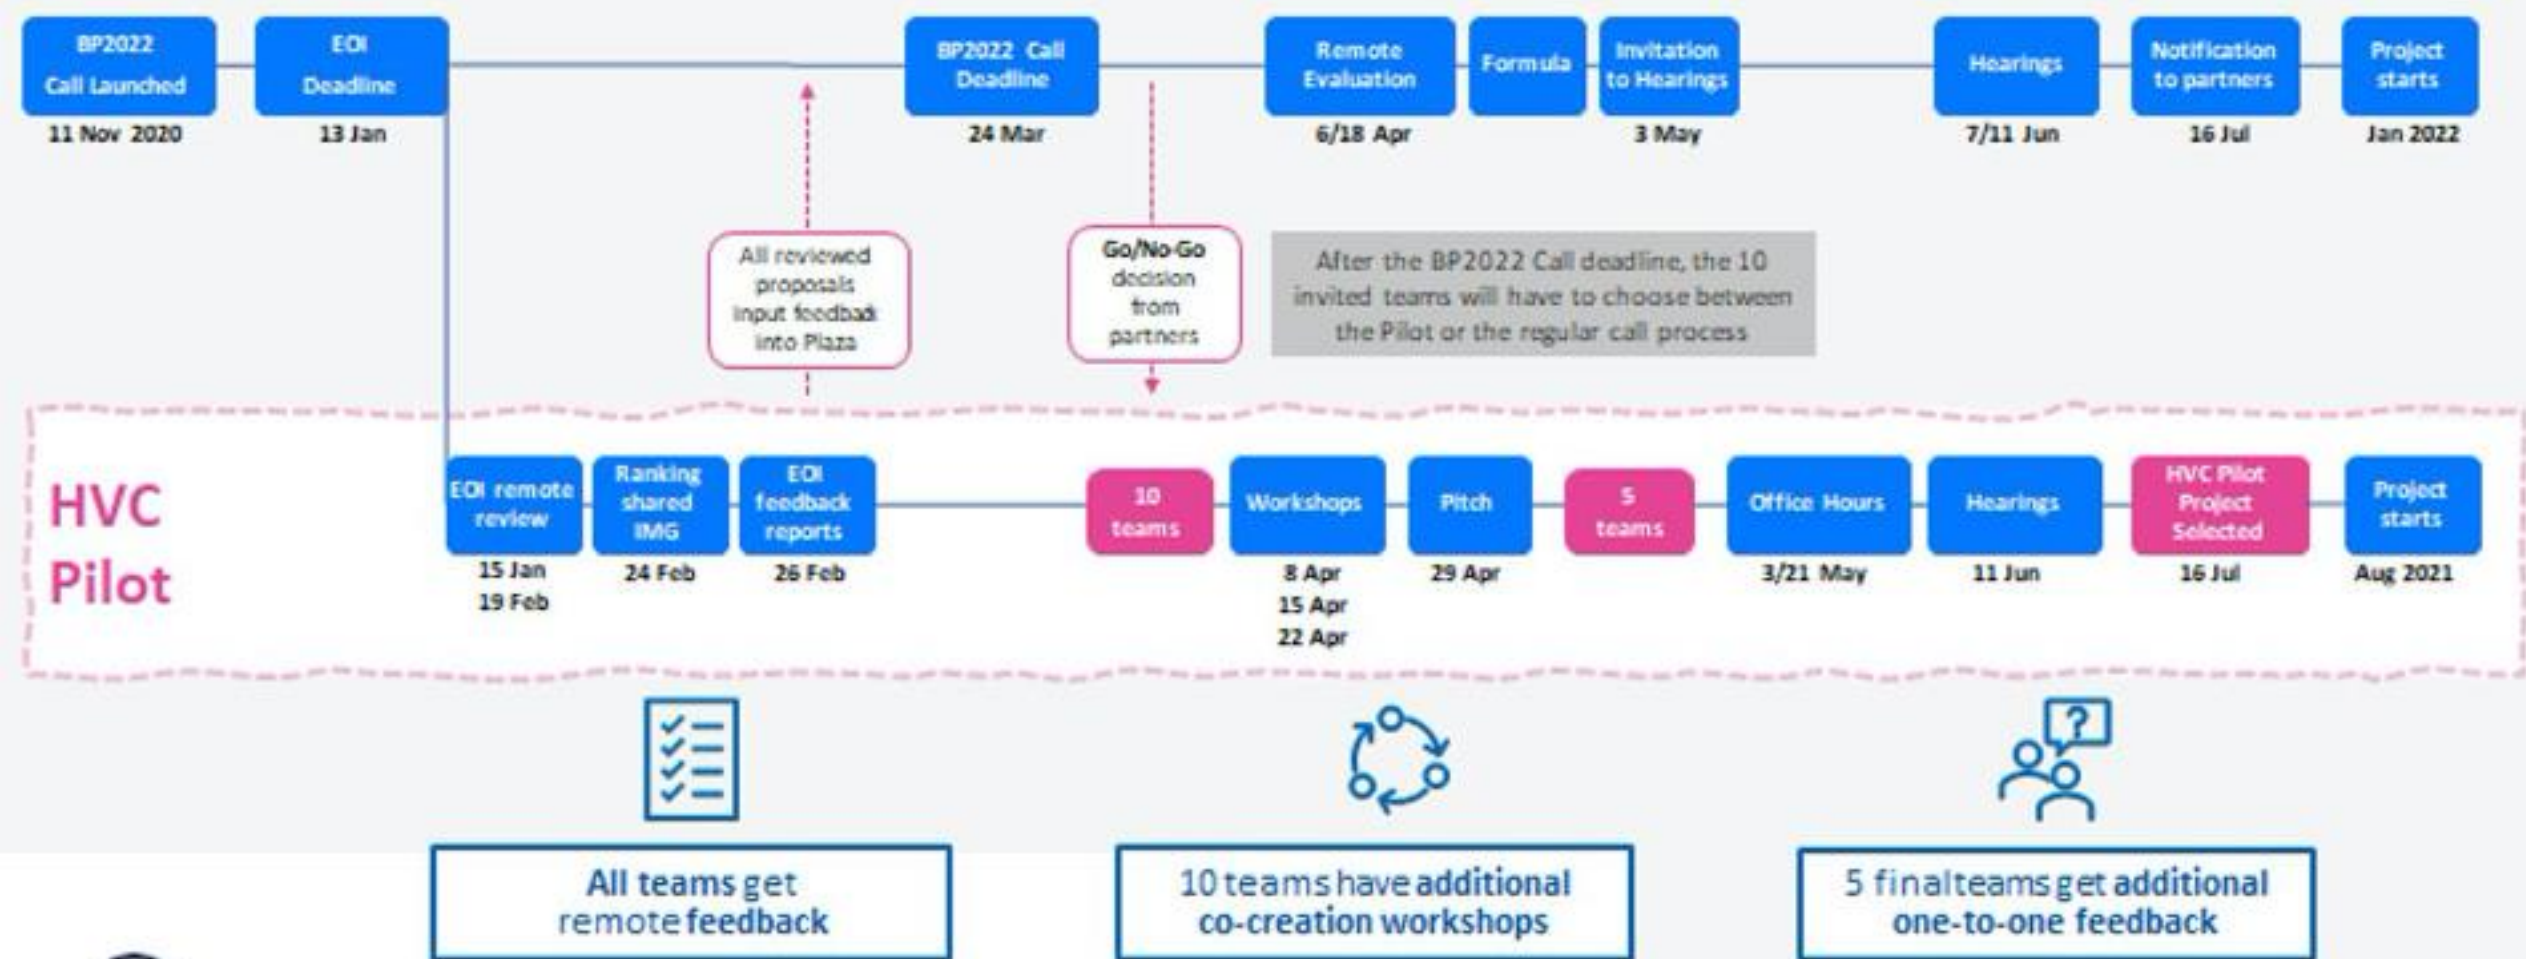 BP2022
Call Launched
11 Nov 2020
EOI
Deadline
13 Jan
BP2022 Call
Deadline
24 Mar
Remote
Evaluation
6/18 Apr
Formula
Invitation
to Hearings
3 May
Hearings
7/11 Jun
Notification
to partners
16 Jul
Project
starts
Jan 2022
All reviewed
proposals
input feedback
into Plaza
Go/No-Go
decision
from
partners
After the BP2022 Call deadline, the 10
invited teams will have to choose between
the Pilot or the regular call process
HVC
Pilot
EOI remote
review
15 Jan
19 Feb
Ranking
shared
IMG
24 Feb
EOI
feedback
reports
26 Feb
10
teams
Workshops
8 Apr
15 Apr
22 Apr
Pitch
29 Apr
5
teams
Office Hours
3/21 May
Hearings
11 Jun
HVC Pilot
Project
Selected
16 Jul
Project
starts
Aug 2021
?
All teams get
remote feedback
10 teams have additional
co-creation workshops
5 final teams get additional
one-to-one feedback